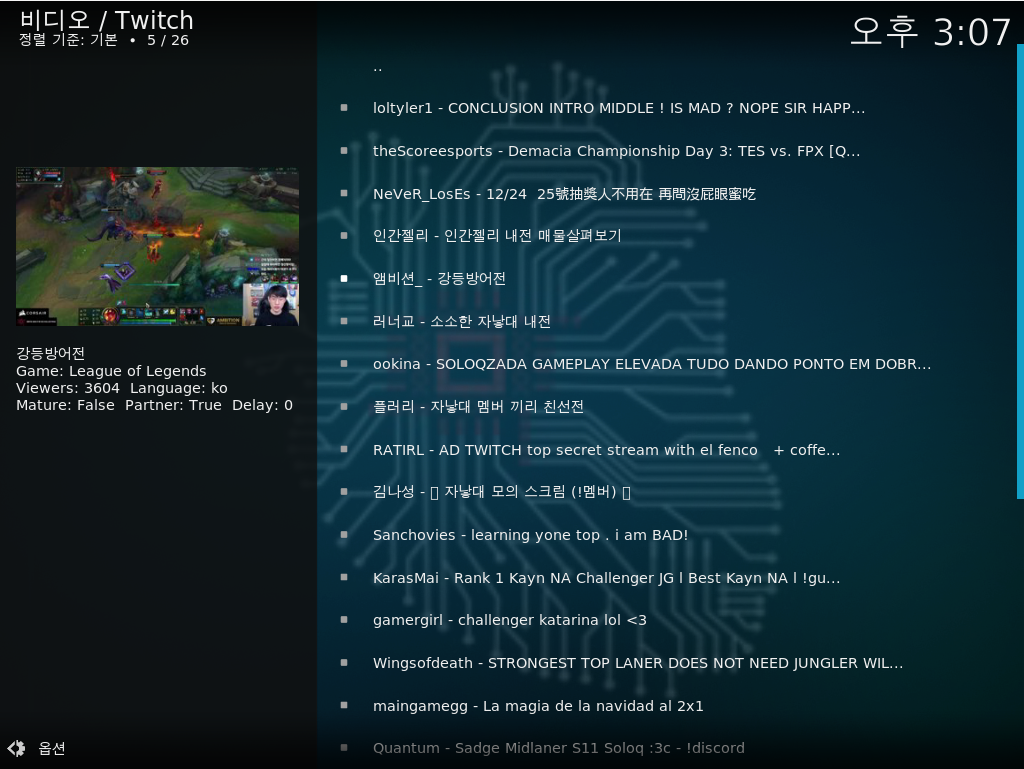 비디오 / Twitch
정렬 기준: 기본 • 5 / 26
오후 3:07
..
loltyler1 - CONCLUSION INTRO MIDDLE ! IS MAD ? NOPE SIR HAPP...
theScoreesports - Demacia Championship Day 3: TES vs. FPX [Q...
NeVeR_LosEs - 12/24  25號抽獎人不用在 再問沒屁眼蜜吃
인간젤리 - 인간젤리 내전 매물살펴보기
앰비션_ - 강등방어전
러너교 - 소소한 자낳대 내전
ookina - SOLOQZADA GAMEPLAY ELEVADA TUDO DANDO PONTO EM DOBR...
플러리 - 자낳대 멤버 끼리 친선전
RATIRL - AD TWITCH top secret stream with el fenco   + coffe...
김나성 - 자낳대 모의 스크림 (!멤버)
Sanchovies - learning yone top . i am BAD!
KarasMai - Rank 1 Kayn NA Challenger JG l Best Kayn NA l !gu...
gamergirl - challenger katarina lol <3
Wingsofdeath - STRONGEST TOP LANER DOES NOT NEED JUNGLER WIL...
maingamegg - La magia de la navidad al 2x1
Quantum - Sadge Midlaner S11 Soloq :3c - !discord
CORSAIR
AMBITION
강등방어전
Game: League of Legends
Viewers: 3604  Language: ko
Mature: False  Partner: True  Delay: 0
옵션